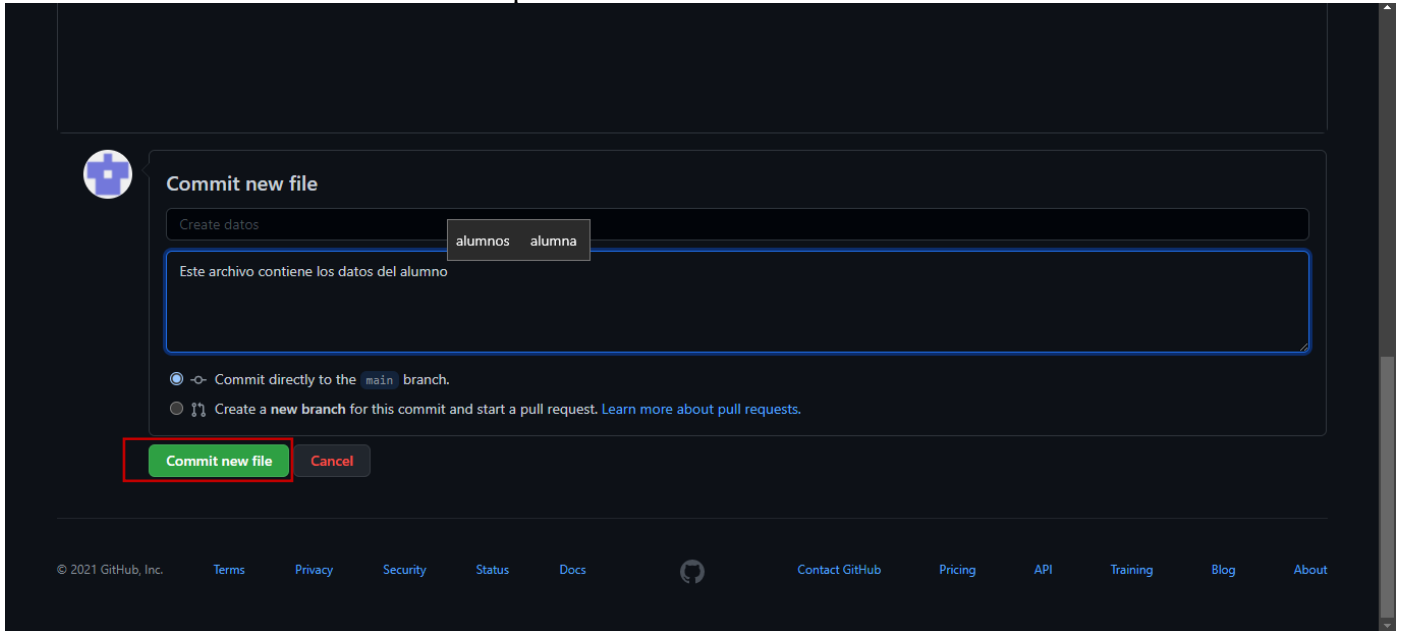 Commit new file
Create datos
alumnos alumna
Este archivo contiene los datos del alumno
Commit directly to the main branch.
Create a new branch for this commit and start a pull request. Learn more about pull requests.
Commit new file Cancel
© 2021 GitHub, Inc. Terms Privacy Security Status Docs Contact GitHub Pricing API Training Blog About